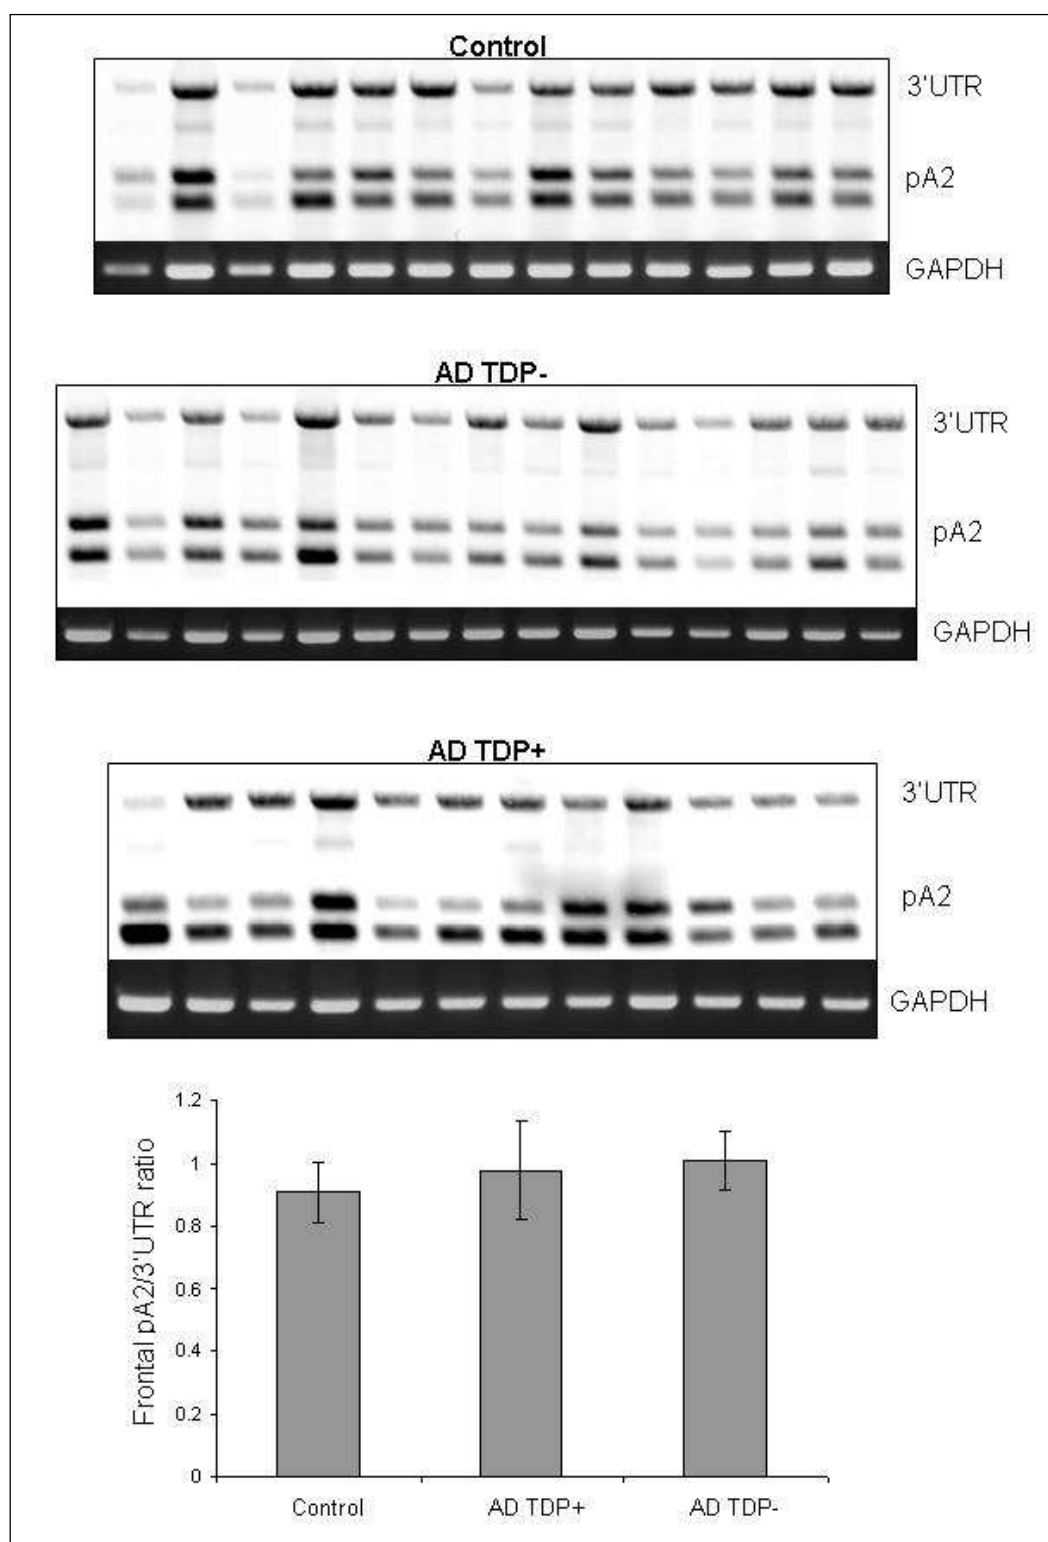 Control
3'UTR
pA2
GAPDH
AD TDP-
3'UTR
pA2
GAPDH
AD TDP+
3'UTR
pA2
GAPDH
Frontal pA2/3'UTR ratio
1.2
1
0.8
0.6
0.4
0.2
0
Control AD TDP+ AD TDP-